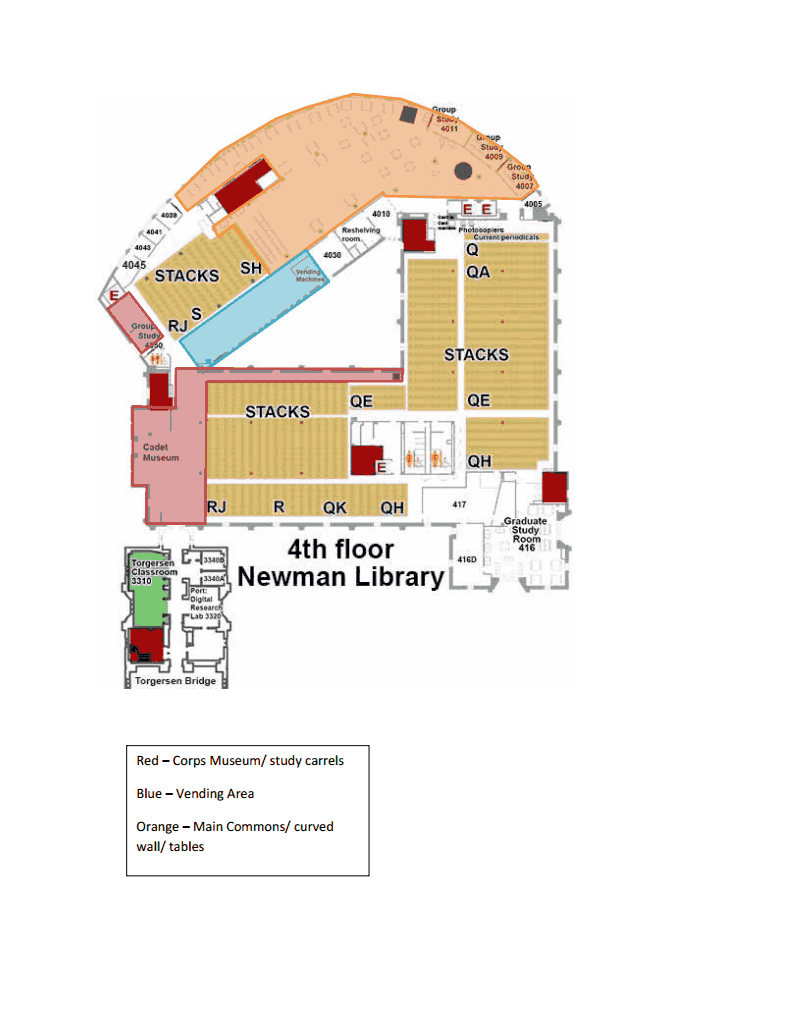 Group
Study
4011
Group
Study
4009
Group
Study
4007
4005
E E
4039
4010
4041
Reshelving
room
Photocopiers
Current periodicals
4043
4030
Q
4045
STACKS
SH
Vending
Machines
QA
E
S
RJ
Group
Study
4050
STACKS
QE
QE
STACKS
Cadet
Museum
E
QH
RJ
R
QK
QH
417
Graduate
Study
Room
416
416D
4th floor
Newman Library
Torgersen
Classroom
3310
3340B
3340A
Port:
Digital
Research
Lab 3320
Torgersen Bridge
Red – Corps Museum/ study carrels
Blue – Vending Area
Orange – Main Commons/ curved
wall/ tables